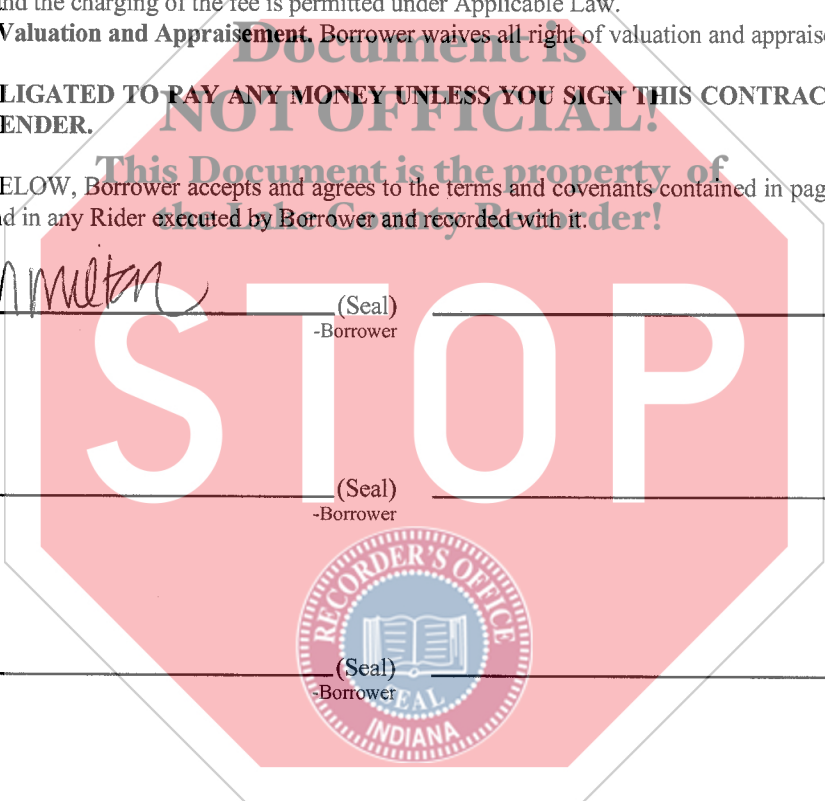 nd the charging of the fee is permitted under Applicable Law.
Valuation and Appraisement. Borrower waives all right of valuation and apprais
Document is
LIGATED TO PAY ANY MONEY UNLESS YOU SIGN THIS CONTRAC
NOT OFFICIAL!
ENDER.
This Document is the property of
ELOW, Borrower accepts and agrees to the terms and covenants contained in pag
d in any Rider executed by Borrower and recorded with it.
the Lake County Recorder!
(Seal)
-Borrower
STOP
(Seal)
-Borrower
RECORDER'S OFFICE
(Seal)
-Borrower
SEAL
INDIANA